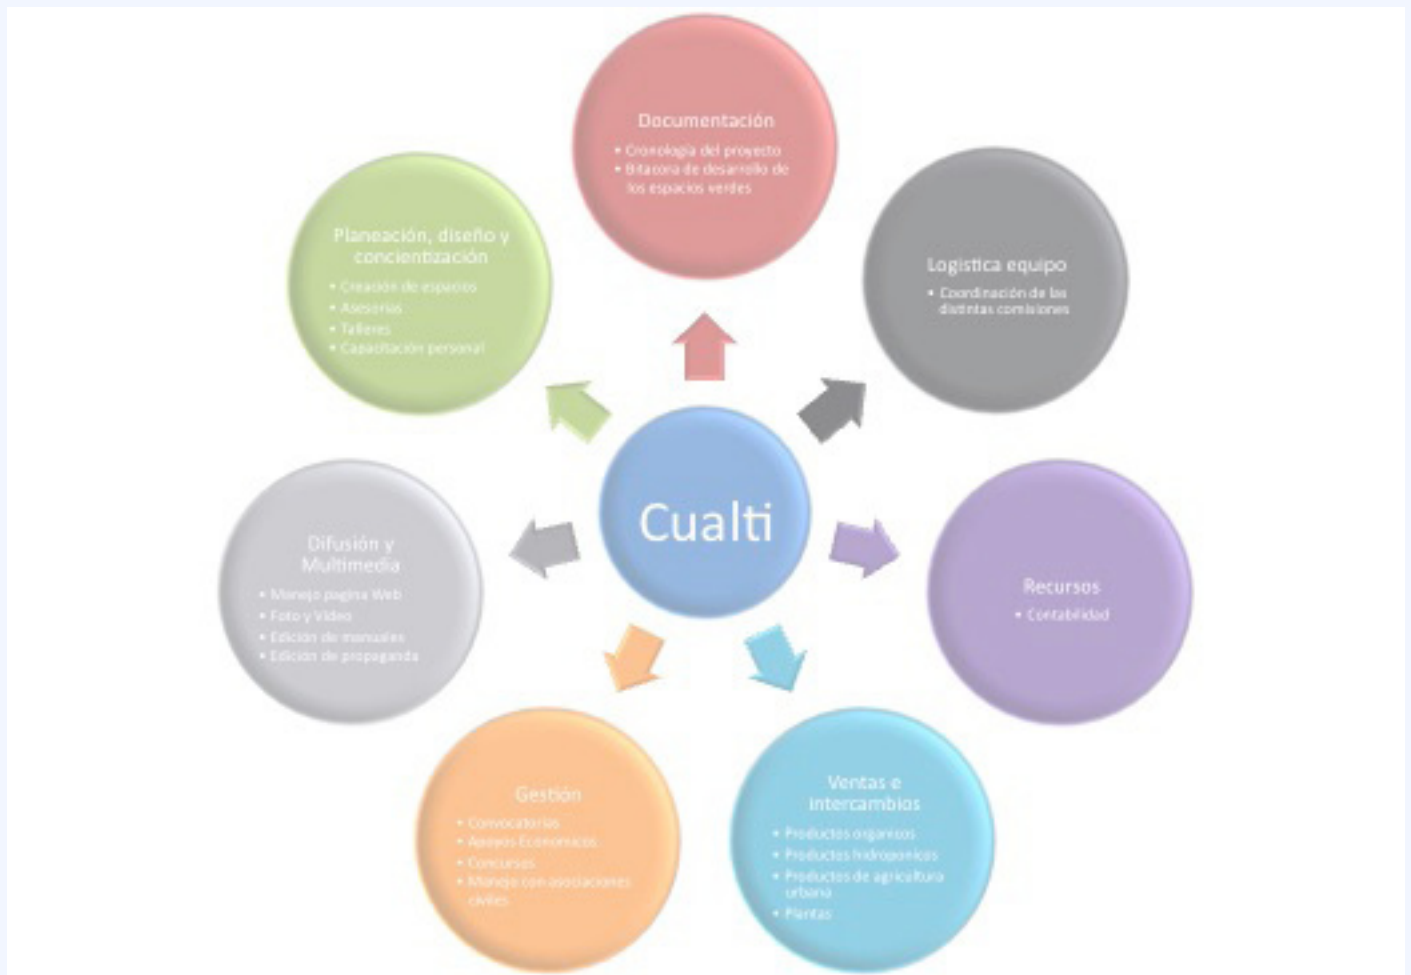 Documentación
• Cronología del proyecto
• Bitacora de desarrollo de
los espacios verdes
Logistica equipo
• Coordinación de las
distintas comisiones
Recursos
• Contabilidad
Ventas e
intercambios
• Productos organicos
• Productos hidroponicos
• Productos de agricultura
urbana
• Plantas
Gestión
• Convocatorias
• Apoyos Economicos
• Concursos
• Manejo con asociaciones
civiles
Difusión y
Multimedia
• Manejo pagina Web
• Foto y Video
• Edición de manuales
• Edición de propaganda
Planeación, diseño y
concientización
• Creación de espacios
• Asesorias
• Talleres
• Capacitación personal
Cualti